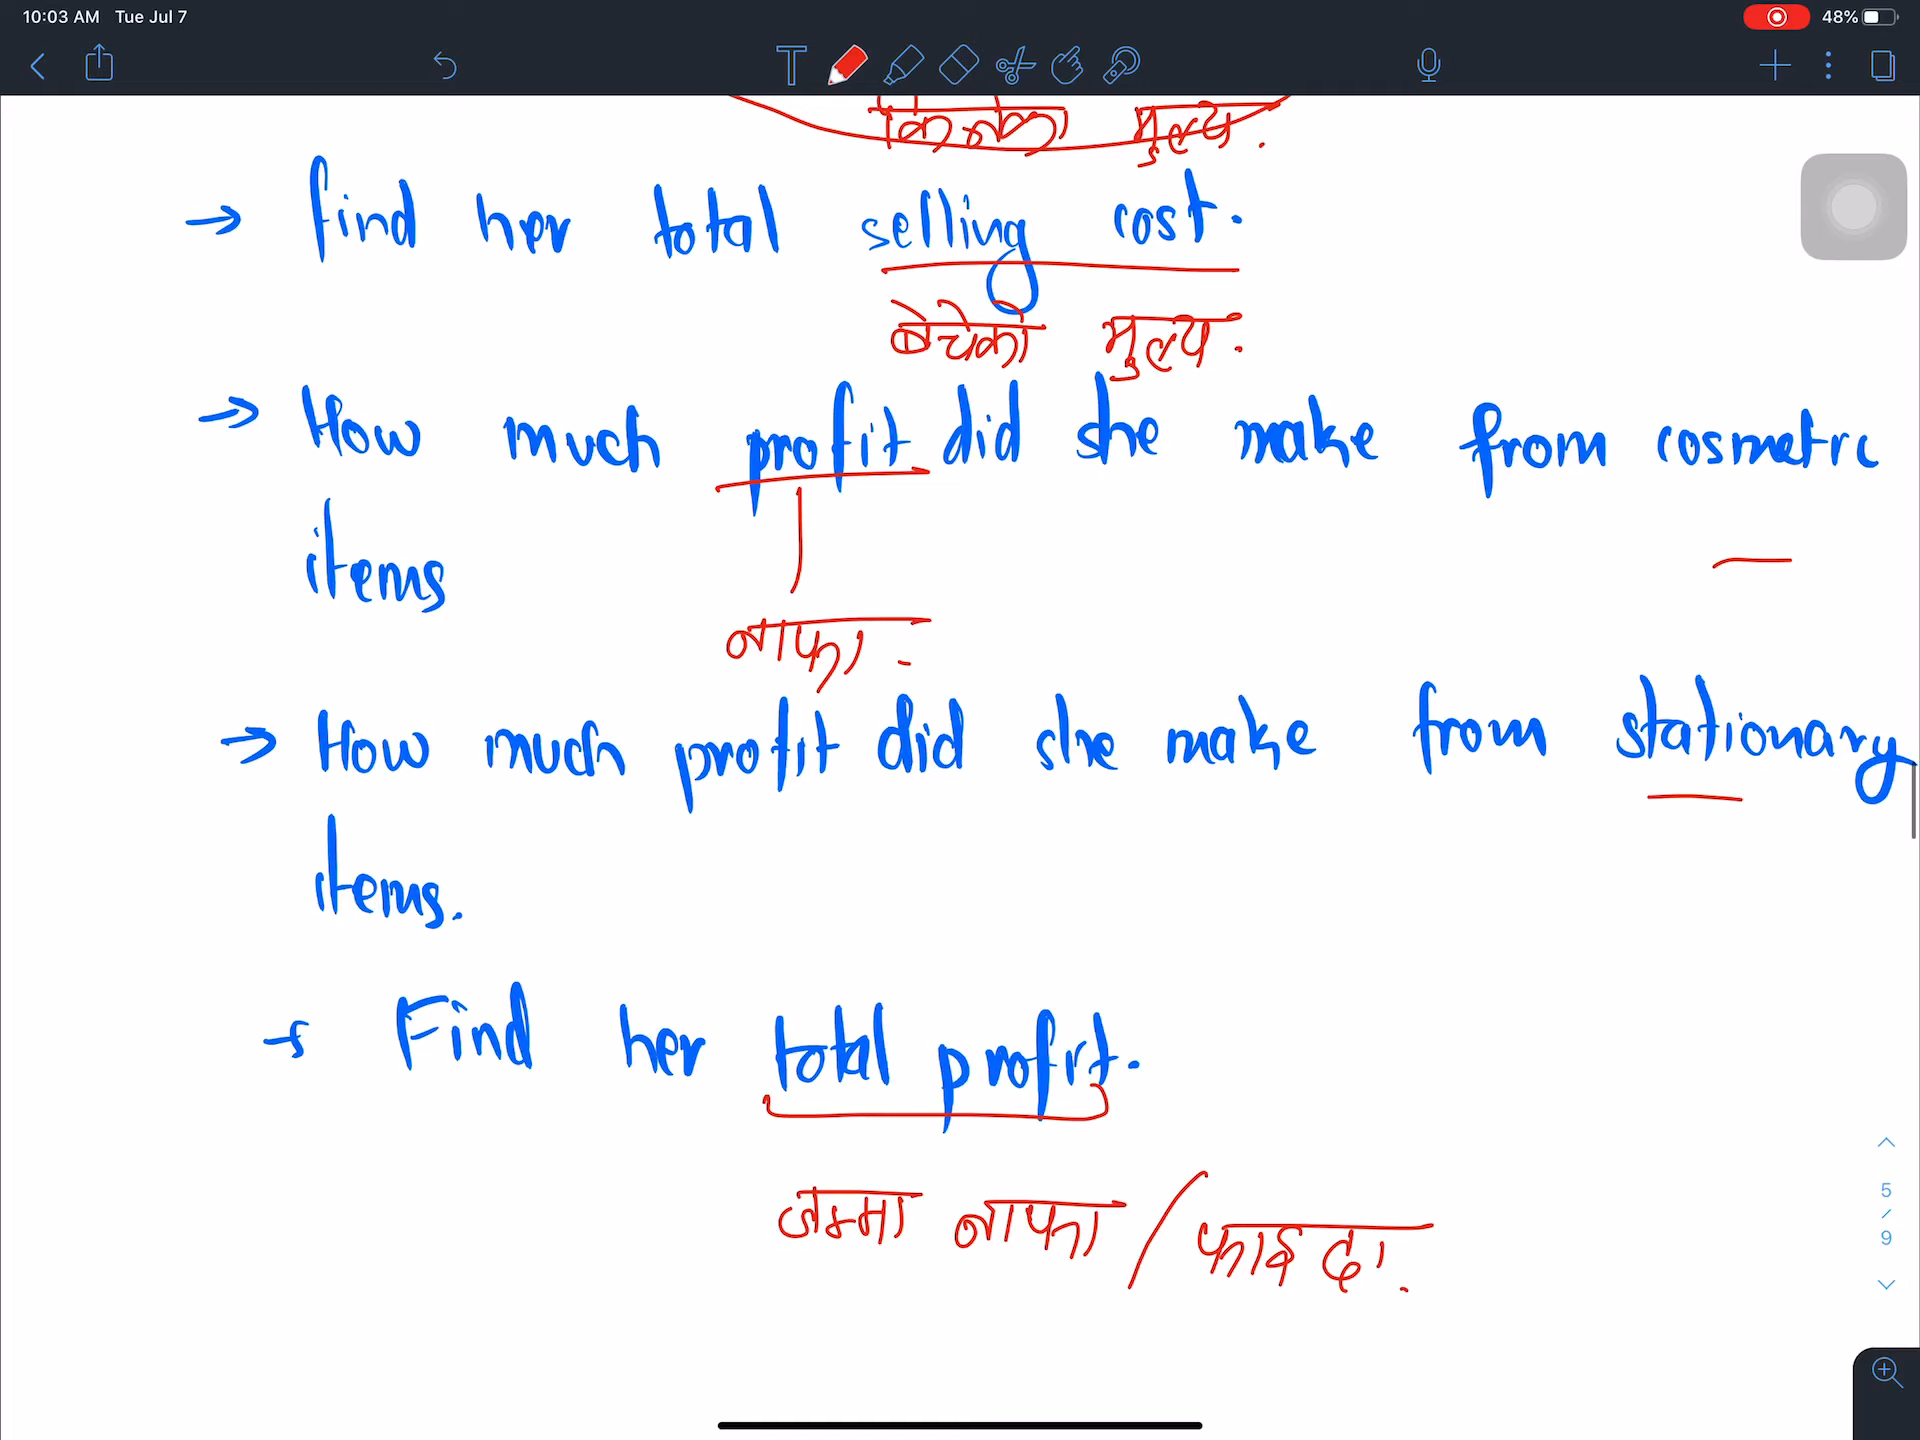 10:03 AM Tue Jul 7
48%
T
किनेको मुल्य.
→ find her total selling cost.
बेचेको मुल्य.
→ How much profit did she make from cosmetic
items
नाफा.
→ How much profit did she make from stationary
items.
→ Find her total profit.
जम्मा नाफा / फाइदा.
5
/
9